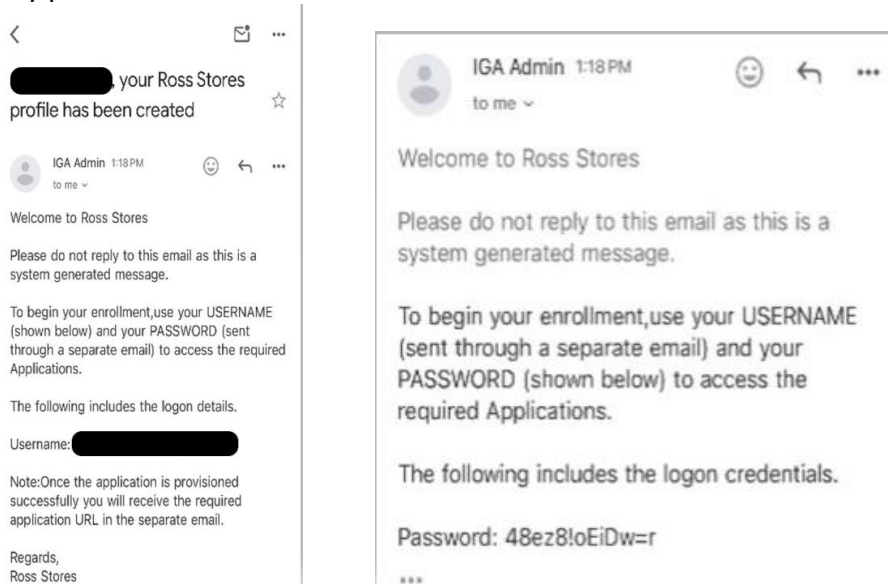 , your Ross Stores
profile has been created
IGA Admin 1:18 PM
to me
Welcome to Ross Stores
Please do not reply to this email as this is a
system generated message.
To begin your enrollment,use your USERNAME
(shown below) and your PASSWORD (sent
through a separate email) to access the required
Applications.
The following includes the logon details.
Username:
Note:Once the application is provisioned
successfully you will receive the required
application URL in the separate email.
Regards,
Ross Stores
IGA Admin 1:18 PM
to me
Welcome to Ross Stores
Please do not reply to this email as this is a
system generated message.
To begin your enrollment,use your USERNAME
(sent through a separate email) and your
PASSWORD (shown below) to access the
required Applications.
The following includes the logon credentials.
Password: 48ez8!oEiDw=r